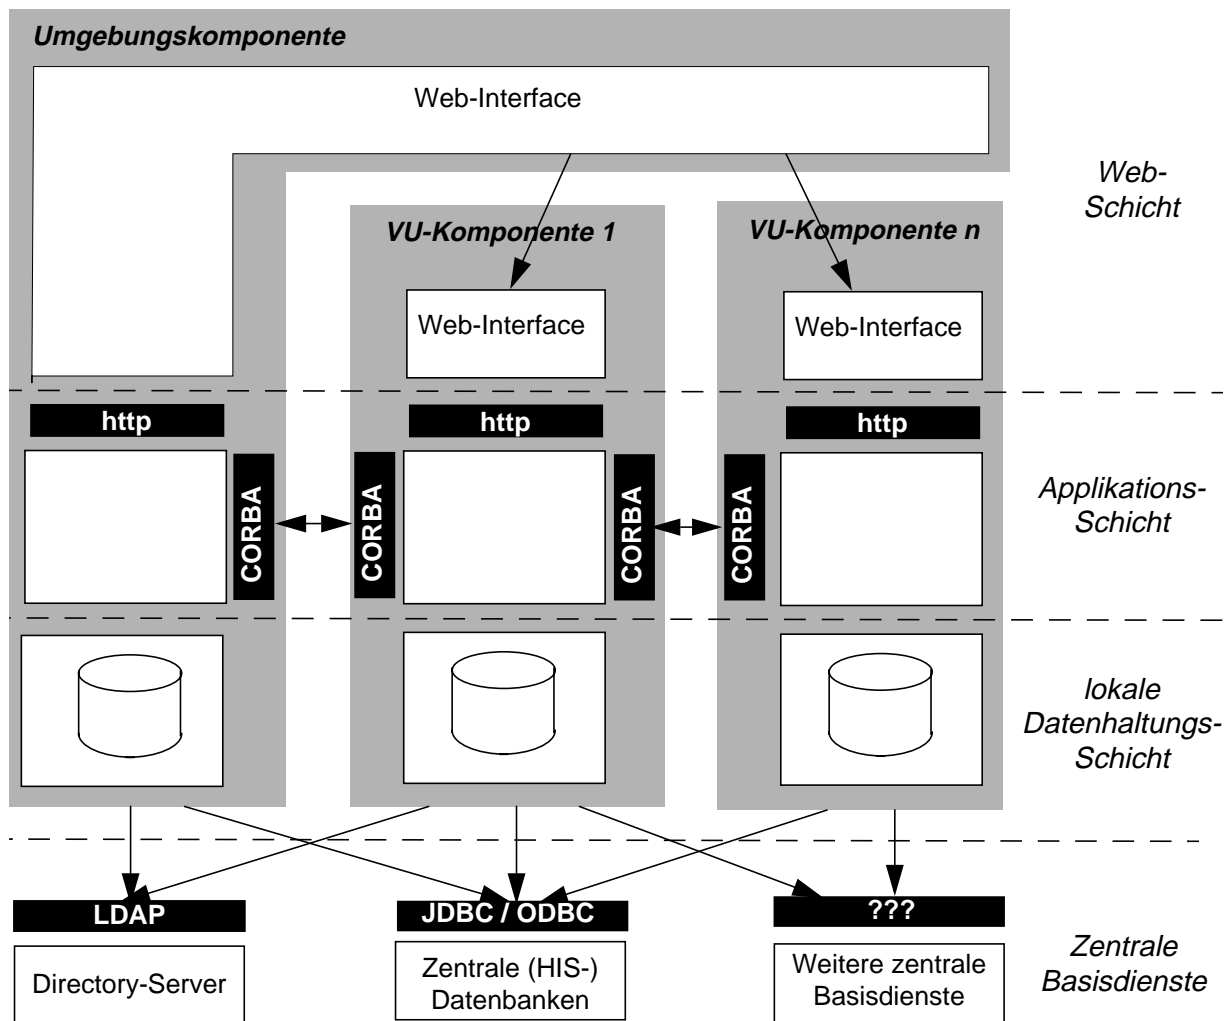 Umgebungskomponente
Web-Interface
Web-
Schicht
VU-Komponente 1
VU-Komponente n
Web-Interface
Web-Interface
http
http
http
CORBA
CORBA
CORBA
CORBA
Applikations-
Schicht
lokale
Datenhaltungs-
Schicht
LDAP
JDBC / ODBC
???
Directory-Server
Zentrale (HIS-)
Datenbanken
Weitere zentrale
Basisdienste
Zentrale
Basisdienste